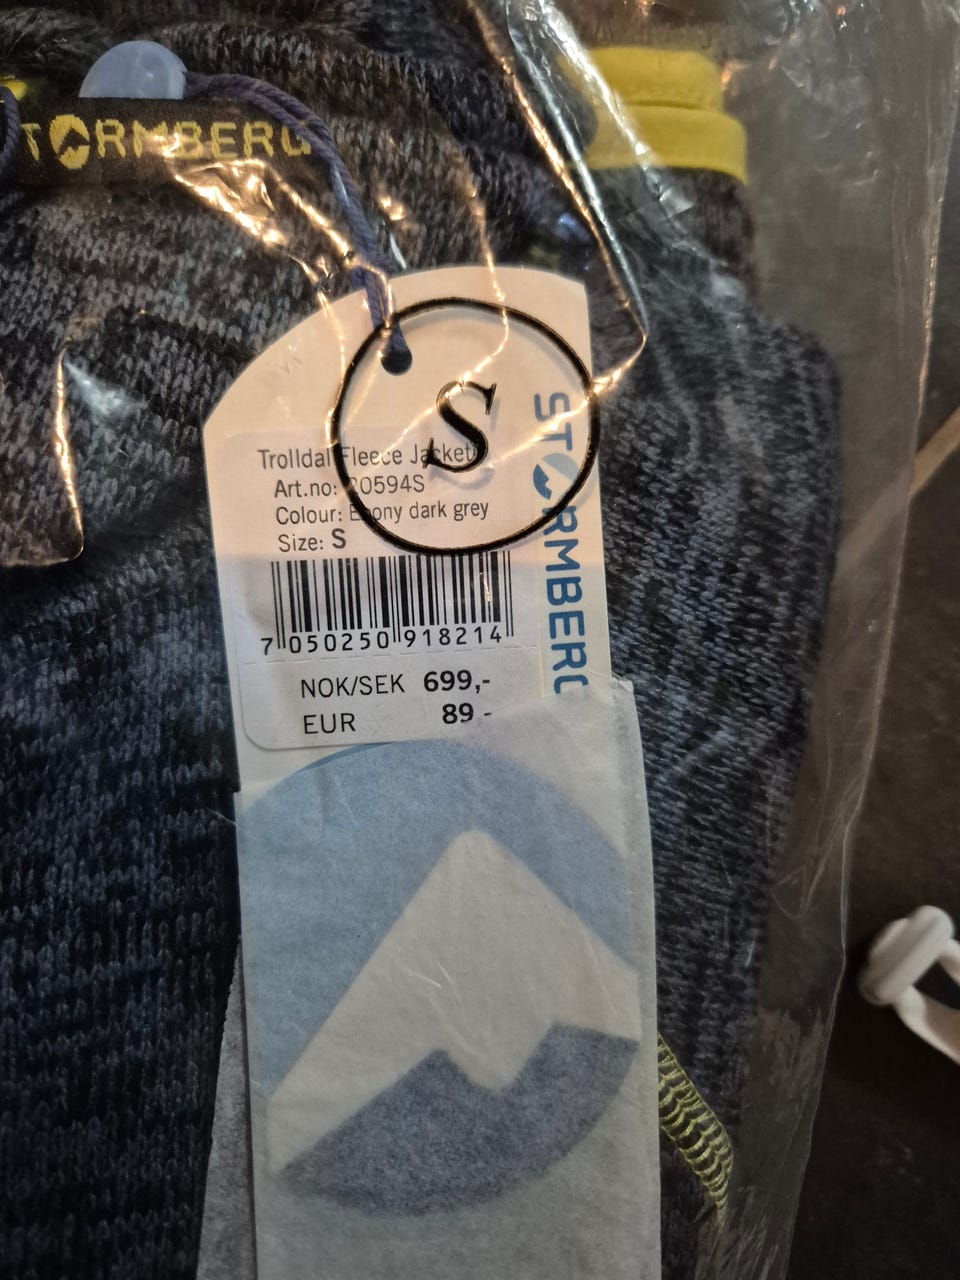 STORMBERG
S
STORMBERG
Trolldal Fleece Jacket
Art.no: 20594S
Colour: Ebony dark grey
Size: S
7 050250 918214
NOK/SEK 699,-
EUR 89 -